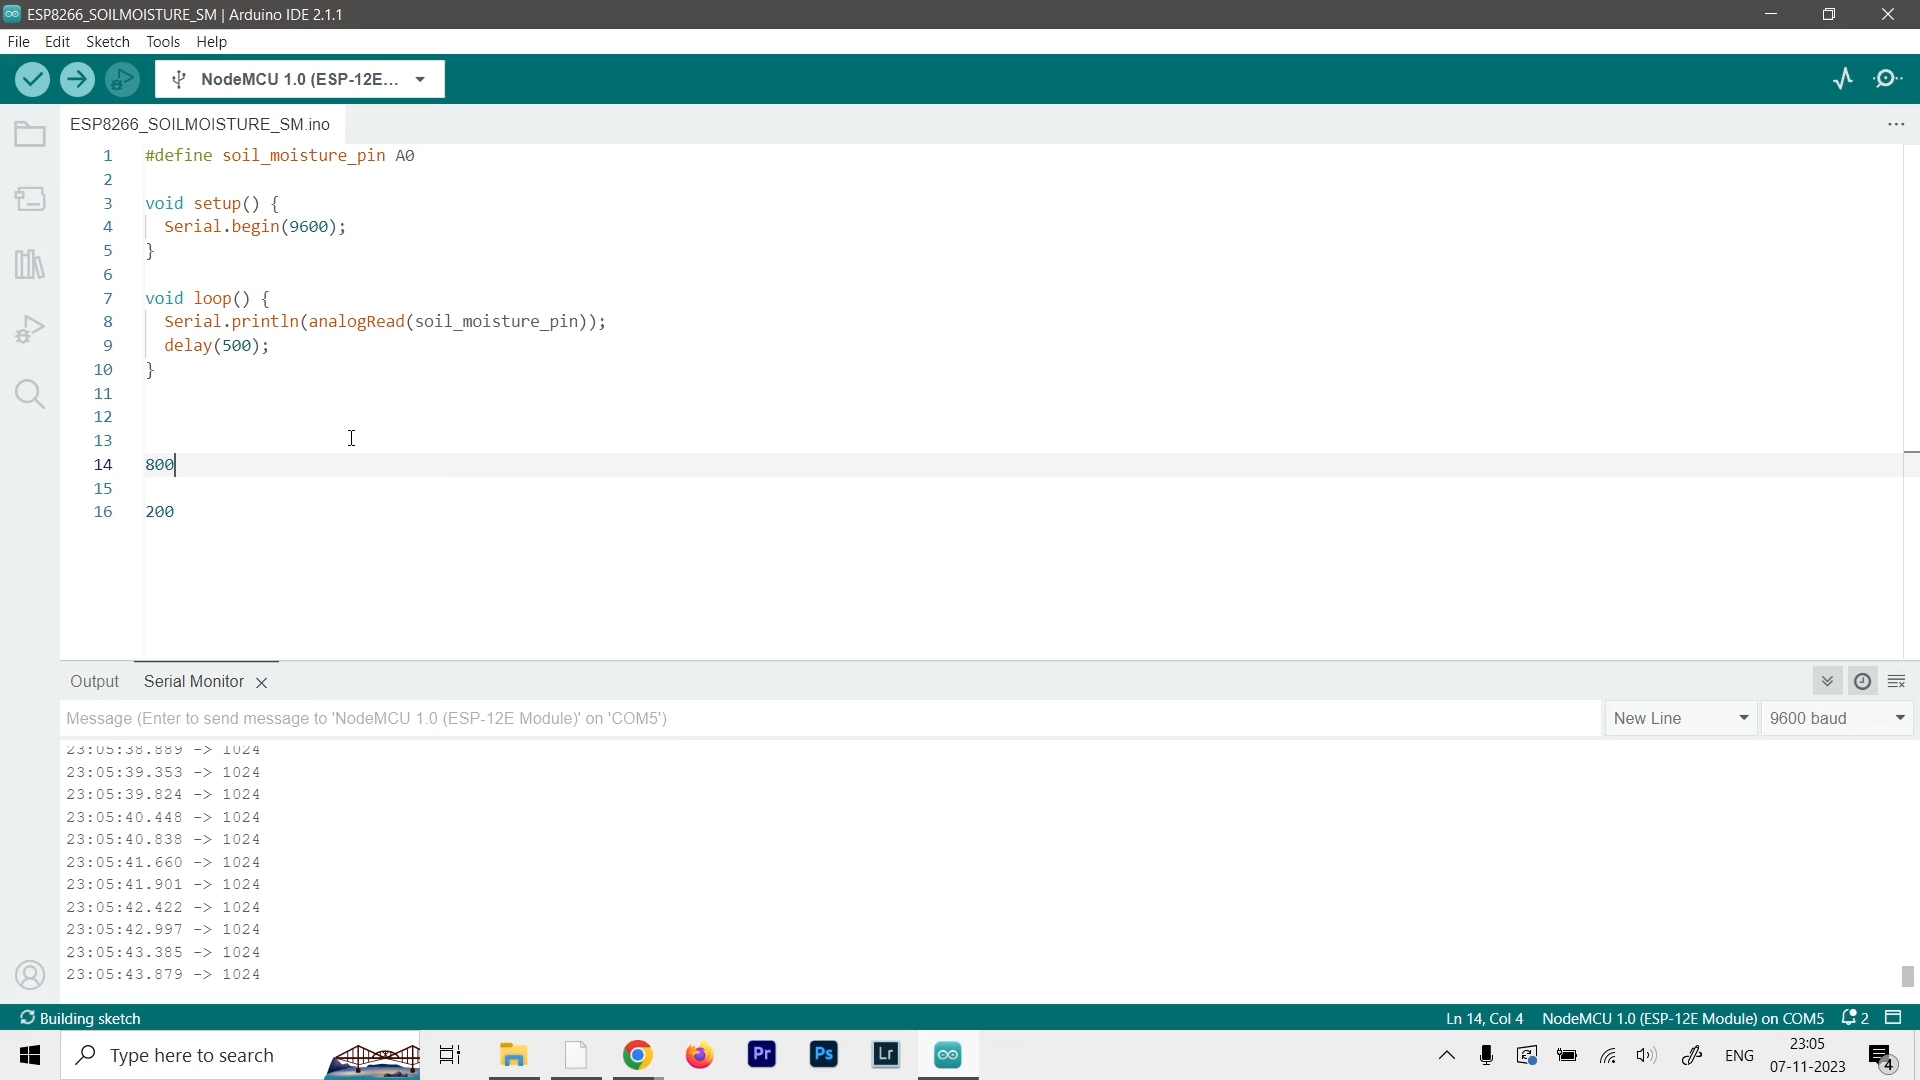 ESP8266_SOILMOISTURE_SM | Arduino IDE 2.1.1
File Edit Sketch Tools Help
NodeMCU 1.0 (ESP-12E...
ESP8266_SOILMOISTURE_SM.ino
1 #define soil_moisture_pin A0
2
3 void setup() {
4 Serial.begin(9600);
5 }
6
7 void loop() {
8 Serial.println(analogRead(soil_moisture_pin));
9 delay(500);
10 }
11
12
13
14 800
15
16 200
Output Serial Monitor
Message (Enter to send message to 'NodeMCU 1.0 (ESP-12E Module)' on 'COM5') New Line 9600 baud
23:05:38.889 -> 1024
23:05:39.353 -> 1024
23:05:39.824 -> 1024
23:05:40.448 -> 1024
23:05:40.838 -> 1024
23:05:41.660 -> 1024
23:05:41.901 -> 1024
23:05:42.422 -> 1024
23:05:42.997 -> 1024
23:05:43.385 -> 1024
23:05:43.879 -> 1024
Building sketch Ln 14, Col 4 NodeMCU 1.0 (ESP-12E Module) on COM5 2
Type here to search Pr Ps Lr ENG 23:05
07-11-2023 4